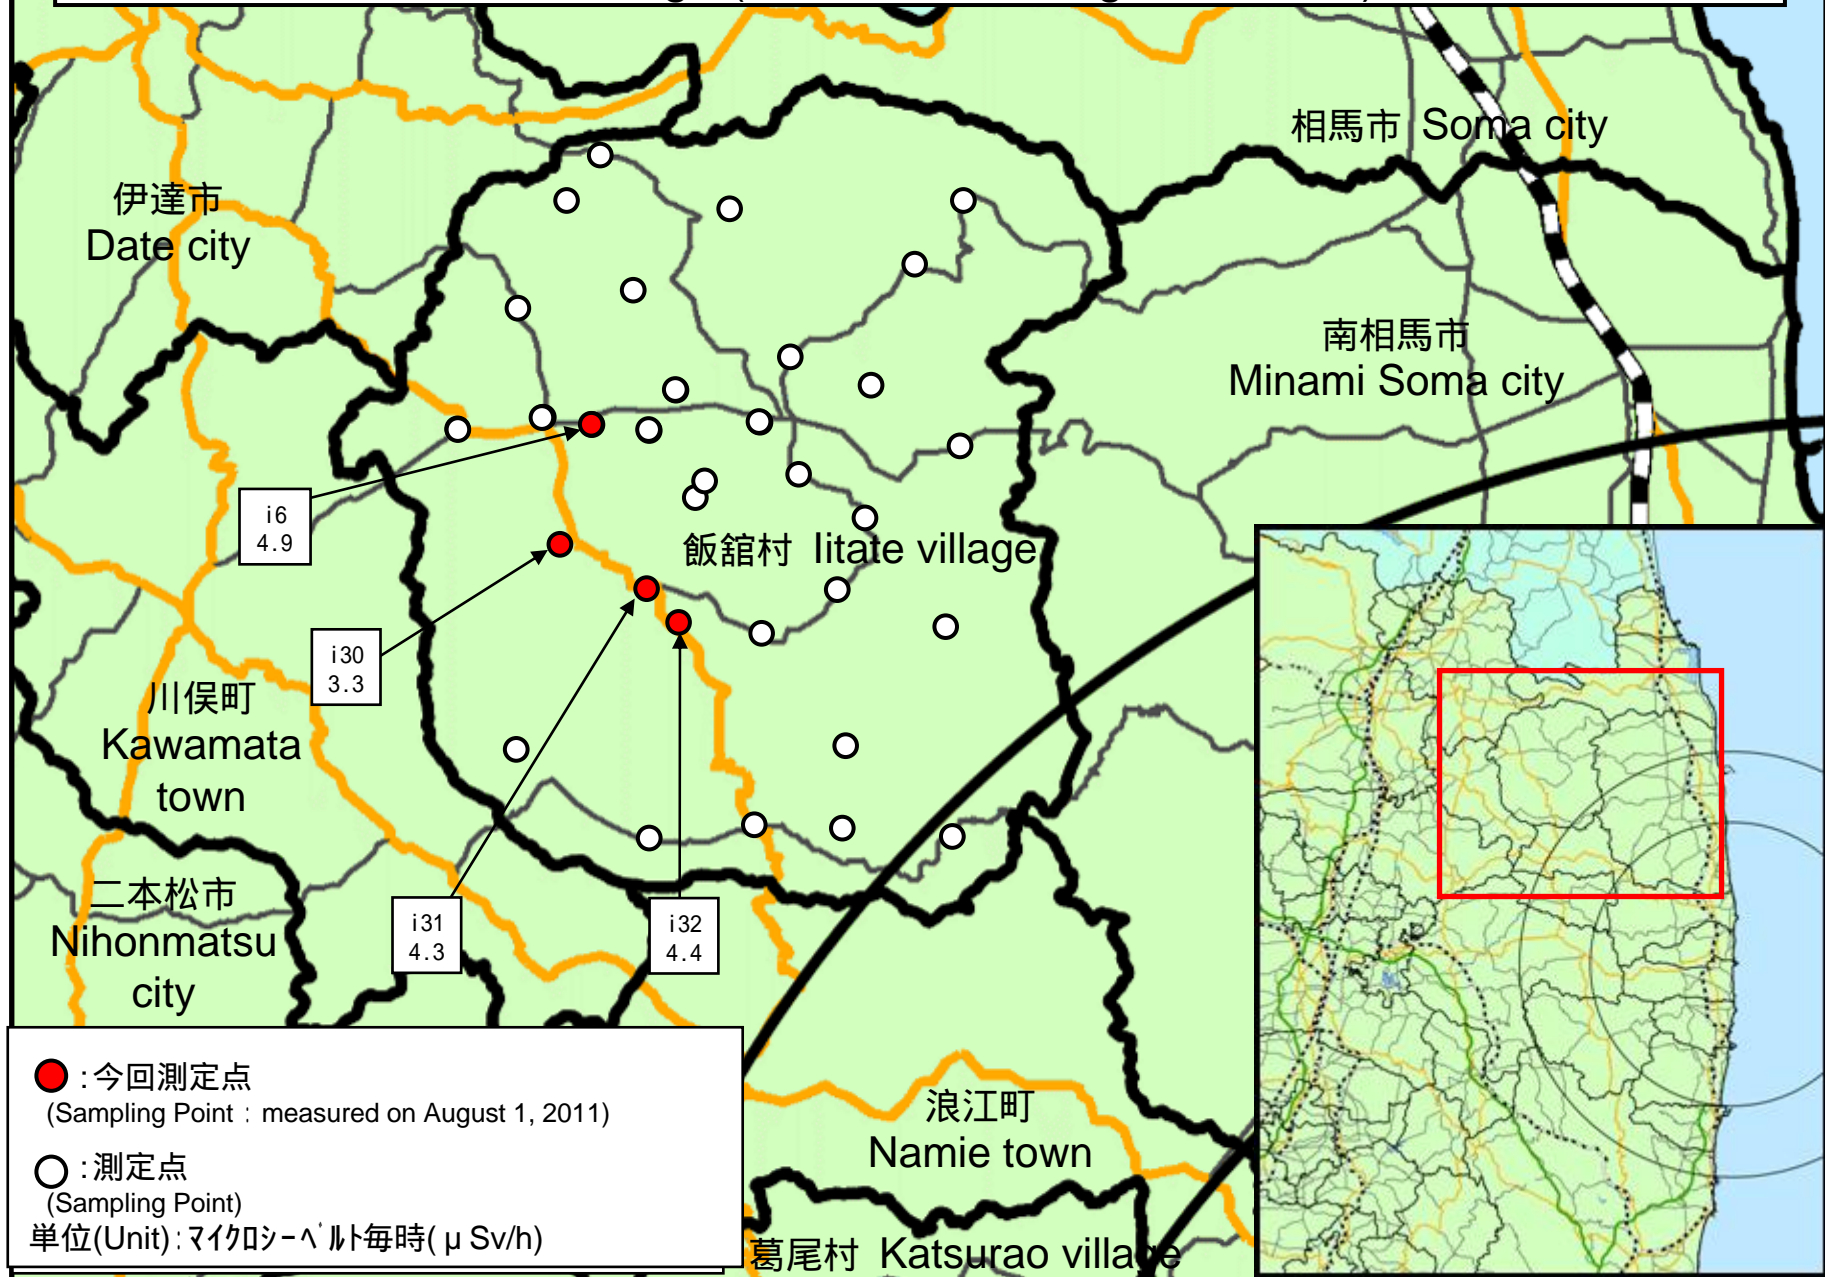 相馬市 Soma city
伊達市
Date city
南相馬市
Minami Soma city
i6
4.9
飯舘村 Iitate village
i30
3.3
川俣町
Kawamata
town
二本松市
Nihonmatsu
city
i31
4.3
i32
4.4
:今回測定点
(Sampling Point : measured on August 1, 2011)
:測定点
(Sampling Point)
単位(Unit):マイクロシーベルト毎時(μSv/h)
浪江町
Namie town
葛尾村 Katsurao village